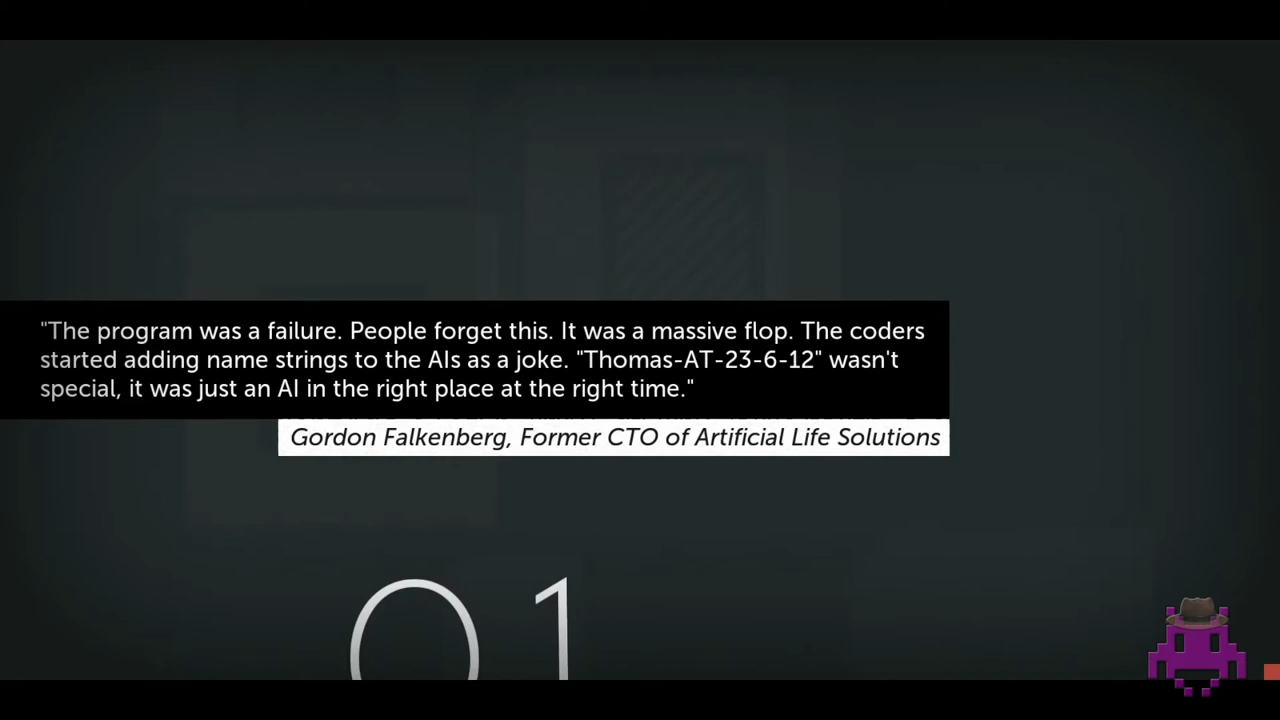 "The program was a failure. People forget this. It was a massive flop. The coders
started adding name strings to the AIs as a joke. "Thomas-AT-23-6-12" wasn't
special, it was just an AI in the right place at the right time."
Gordon Falkenberg, Former CTO of Artificial Life Solutions
0.1